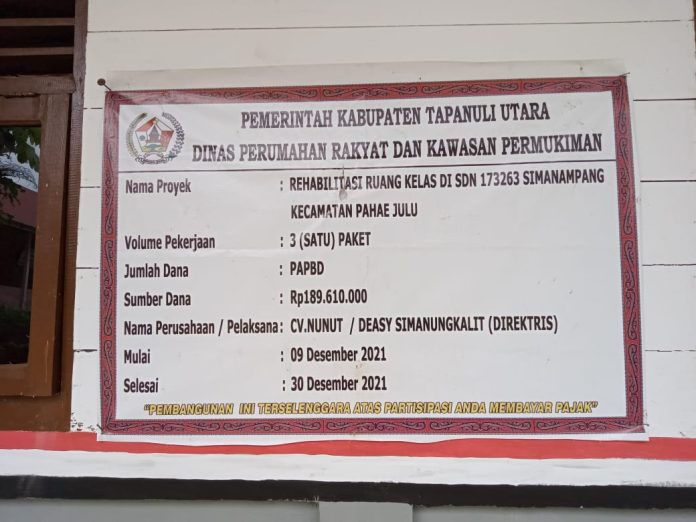 PEMERINTAH KABUPATEN TAPANULI UTARA
DINAS PERUMAHAN RAKYAT DAN KAWASAN PERMUKIMAN
Nama Proyek : REHABILITASI RUANG KELAS DI SDN 173263 SIMANAMPANG
KECAMATAN PAHAE JULU
Volume Pekerjaan : 3 (SATU) PAKET
Jumlah Dana : PAPBD
Sumber Dana : Rp189.610.000
Nama Perusahaan / Pelaksana: CV.NUNUT / DEASY SIMANUNGKALIT (DIREKTRIS)
Mulai : 09 Desember 2021
Selesai : 30 Desember 2021
"PEMBANGUNAN INI TERSELENGGARA ATAS PARTISIPASI ANDA MEMBAYAR PAJAK"